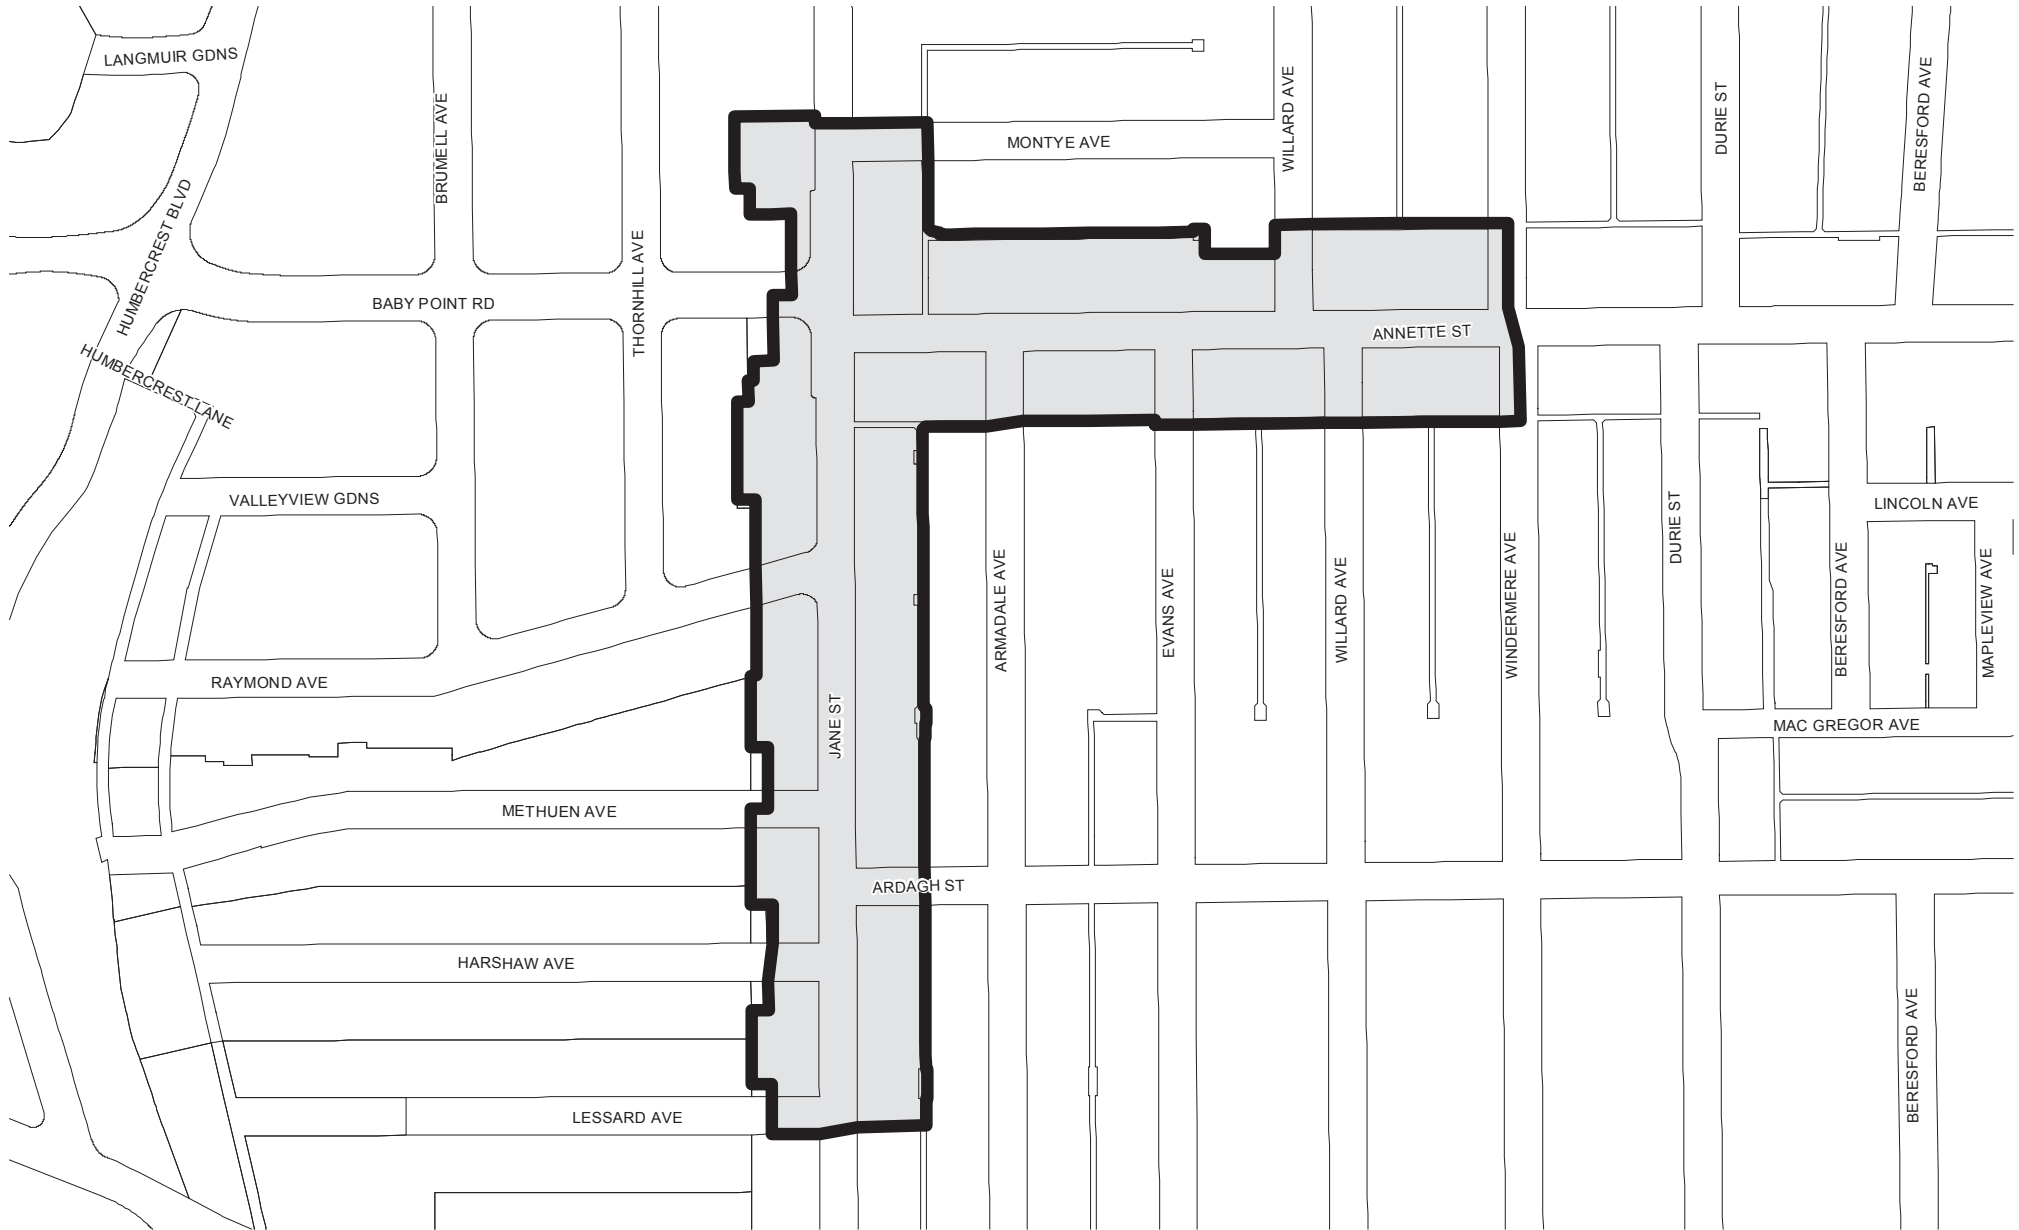 LANGMUIR GDNS
BRUMELL AVE
HUMBERCREST BLVD
THORNHILL AVE
BABY POINT RD
HUMBERCREST LANE
VALLEYVIEW GDNS
RAYMOND AVE
METHUEN AVE
HARSHAW AVE
LESSARD AVE
JANE ST
ARDAGH ST
MONTYE AVE
WILLARD AVE
ANNETTE ST
DURIE ST
BERESFORD AVE
ARMADALE AVE
EVANS AVE
WILLARD AVE
WINDERMERE AVE
DURIE ST
BERESFORD AVE
LINCOLN AVE
MAPLEVIEW AVE
MAC GREGOR AVE
BERESFORD AVE